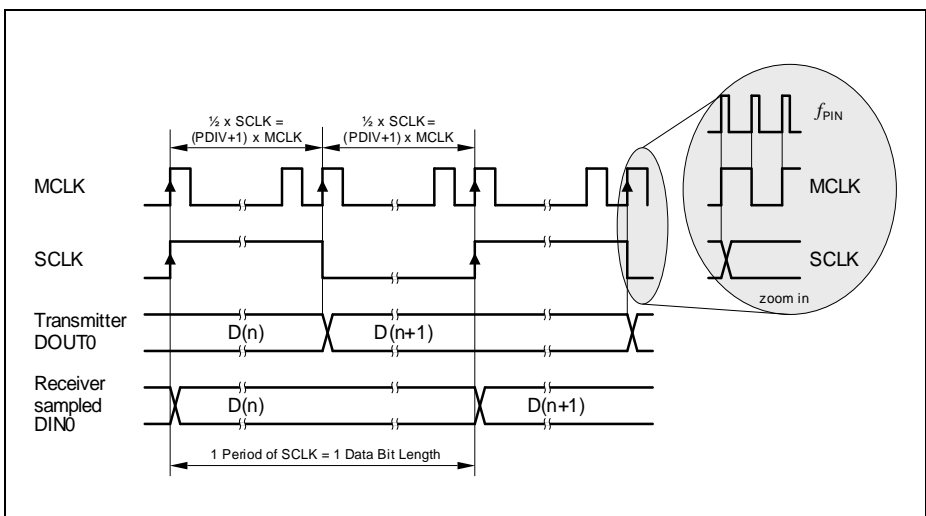 ½ x SCLK =
(PDIV+1) x MCLK
½ x SCLK =
(PDIV+1) x MCLK
MCLK
SCLK
Transmitter
DOUT0
D(n)
D(n+1)
Receiver
sampled
DIN0
D(n)
D(n+1)
1 Period of SCLK = 1 Data Bit Length
fPIN
MCLK
SCLK
zoom in